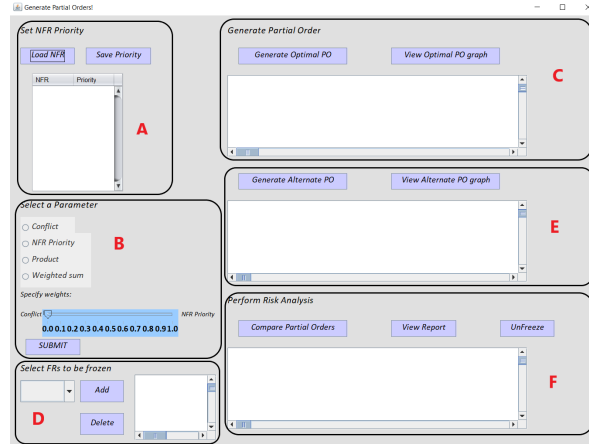 Generate Partial Orders!
Set NFR Priority
Load NFR
Save Priority
NFR
Priority
A
Select a Parameter
Conflict
NFR Priority
Product
Weighted sum
B
Specify weights:
Conflict
NFR Priority
0.0 0.1 0.2 0.3 0.4 0.5 0.6 0.7 0.8 0.9 1.0
SUBMIT
Select FRs to be frozen
Add
Delete
D
Generate Partial Order
Generate Optimal PO
View Optimal PO graph
C
Generate Alternate PO
View Alternate PO graph
E
Perform Risk Analysis
Compare Partial Orders
View Report
UnFreeze
F